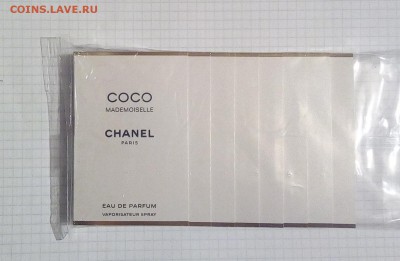 COINS.LAVE.RU
COCO
MADEMOISELLE
CHANEL
PARIS
EAU DE PARFUM
VAPORISATEUR SPRAY